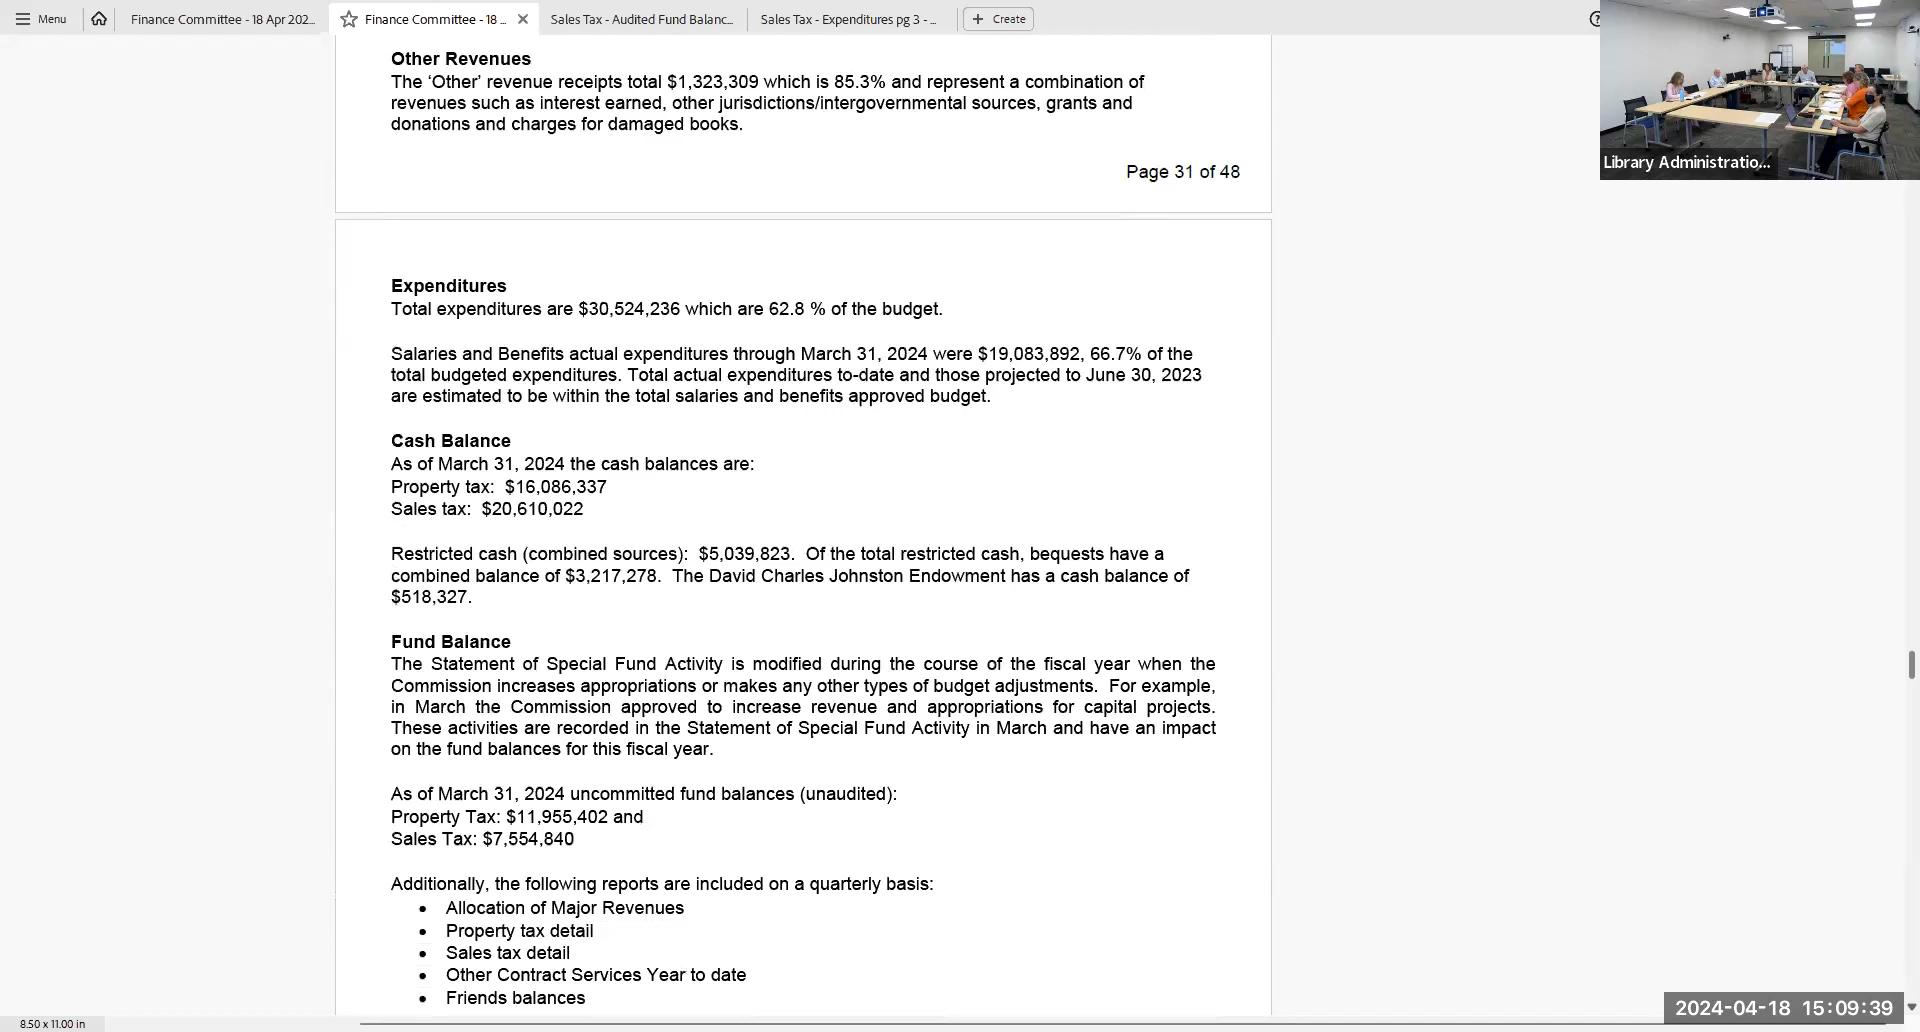 Menu
Finance Committee - 18 Apr 202...
Finance Committee - 18 ...
Sales Tax - Audited Fund Balanc...
Sales Tax - Expenditures pg 3 - ...
+ Create
Other Revenues
The ‘Other’ revenue receipts total $1,323,309 which is 85.3% and represent a combination of
revenues such as interest earned, other jurisdictions/intergovernmental sources, grants and
donations and charges for damaged books.
Page 31 of 48
Library Administratio...
Expenditures
Total expenditures are $30,524,236 which are 62.8 % of the budget.
Salaries and Benefits actual expenditures through March 31, 2024 were $19,083,892, 66.7% of the
total budgeted expenditures. Total actual expenditures to-date and those projected to June 30, 2023
are estimated to be within the total salaries and benefits approved budget.
Cash Balance
As of March 31, 2024 the cash balances are:
Property tax: $16,086,337
Sales tax: $20,610,022
Restricted cash (combined sources): $5,039,823. Of the total restricted cash, bequests have a
combined balance of $3,217,278. The David Charles Johnston Endowment has a cash balance of
$518,327.
Fund Balance
The Statement of Special Fund Activity is modified during the course of the fiscal year when the
Commission increases appropriations or makes any other types of budget adjustments. For example,
in March the Commission approved to increase revenue and appropriations for capital projects.
These activities are recorded in the Statement of Special Fund Activity in March and have an impact
on the fund balances for this fiscal year.
As of March 31, 2024 uncommitted fund balances (unaudited):
Property Tax: $11,955,402 and
Sales Tax: $7,554,840
Additionally, the following reports are included on a quarterly basis:
• Allocation of Major Revenues
• Property tax detail
• Sales tax detail
• Other Contract Services Year to date
• Friends balances
8.50 x 11.00 in
2024-04-18 15:09:39